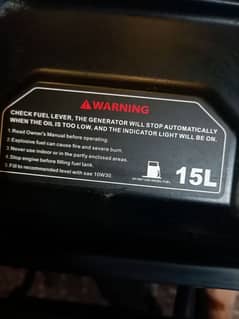 ⚠WARNING
CHECK FUEL LEVER, THE GENERATOR WILL STOP AUTOMATICALLY
WHEN THE OIL IS TOO LOW, AND THE INDICATOR LIGHT WILL BE ON.
1.Read Owner's Manual before operating.
2.Explosive fuel can cause fire and severe burn.
3.Never use indoor or in the partly enclosed areas.
4.Stop engine before filling fuel tank.
5.Fill to recommended level with sae 10W30.
15L